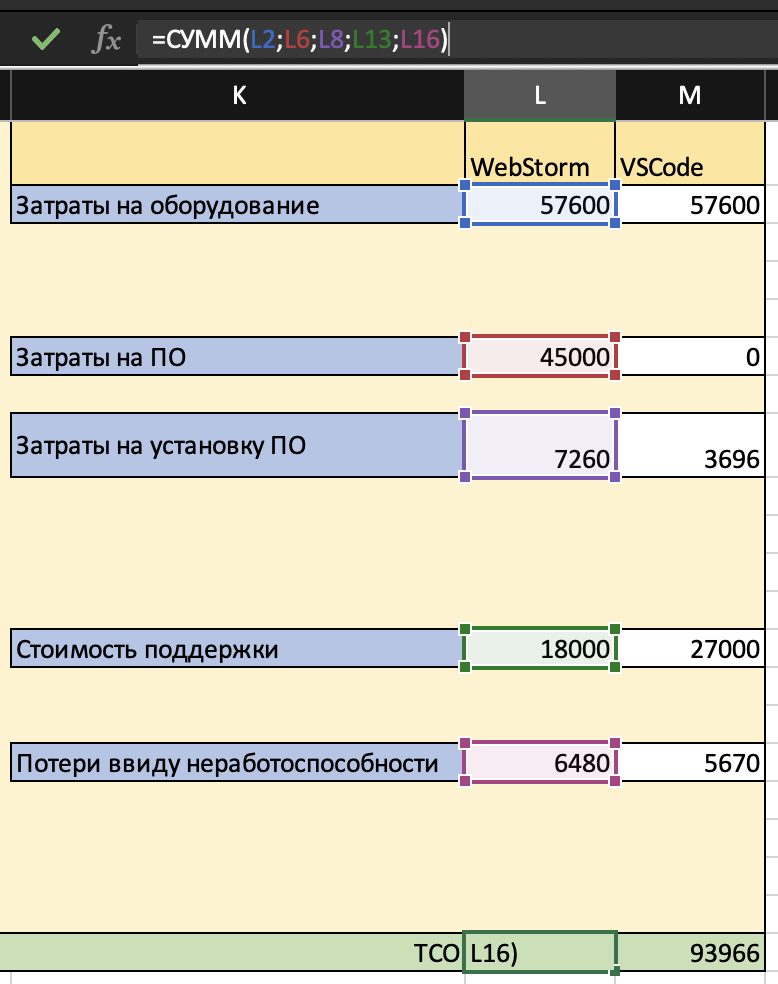 fx =СУММ(L2;L6;L8;L13;L16)
K L M
WebStorm VSCode
Затраты на оборудование 57600 57600
Затраты на ПО 45000 0
Затраты на установку ПО 7260 3696
Стоимость поддержки 18000 27000
Потери ввиду неработоспособности 6480 5670
TCO L16) 93966